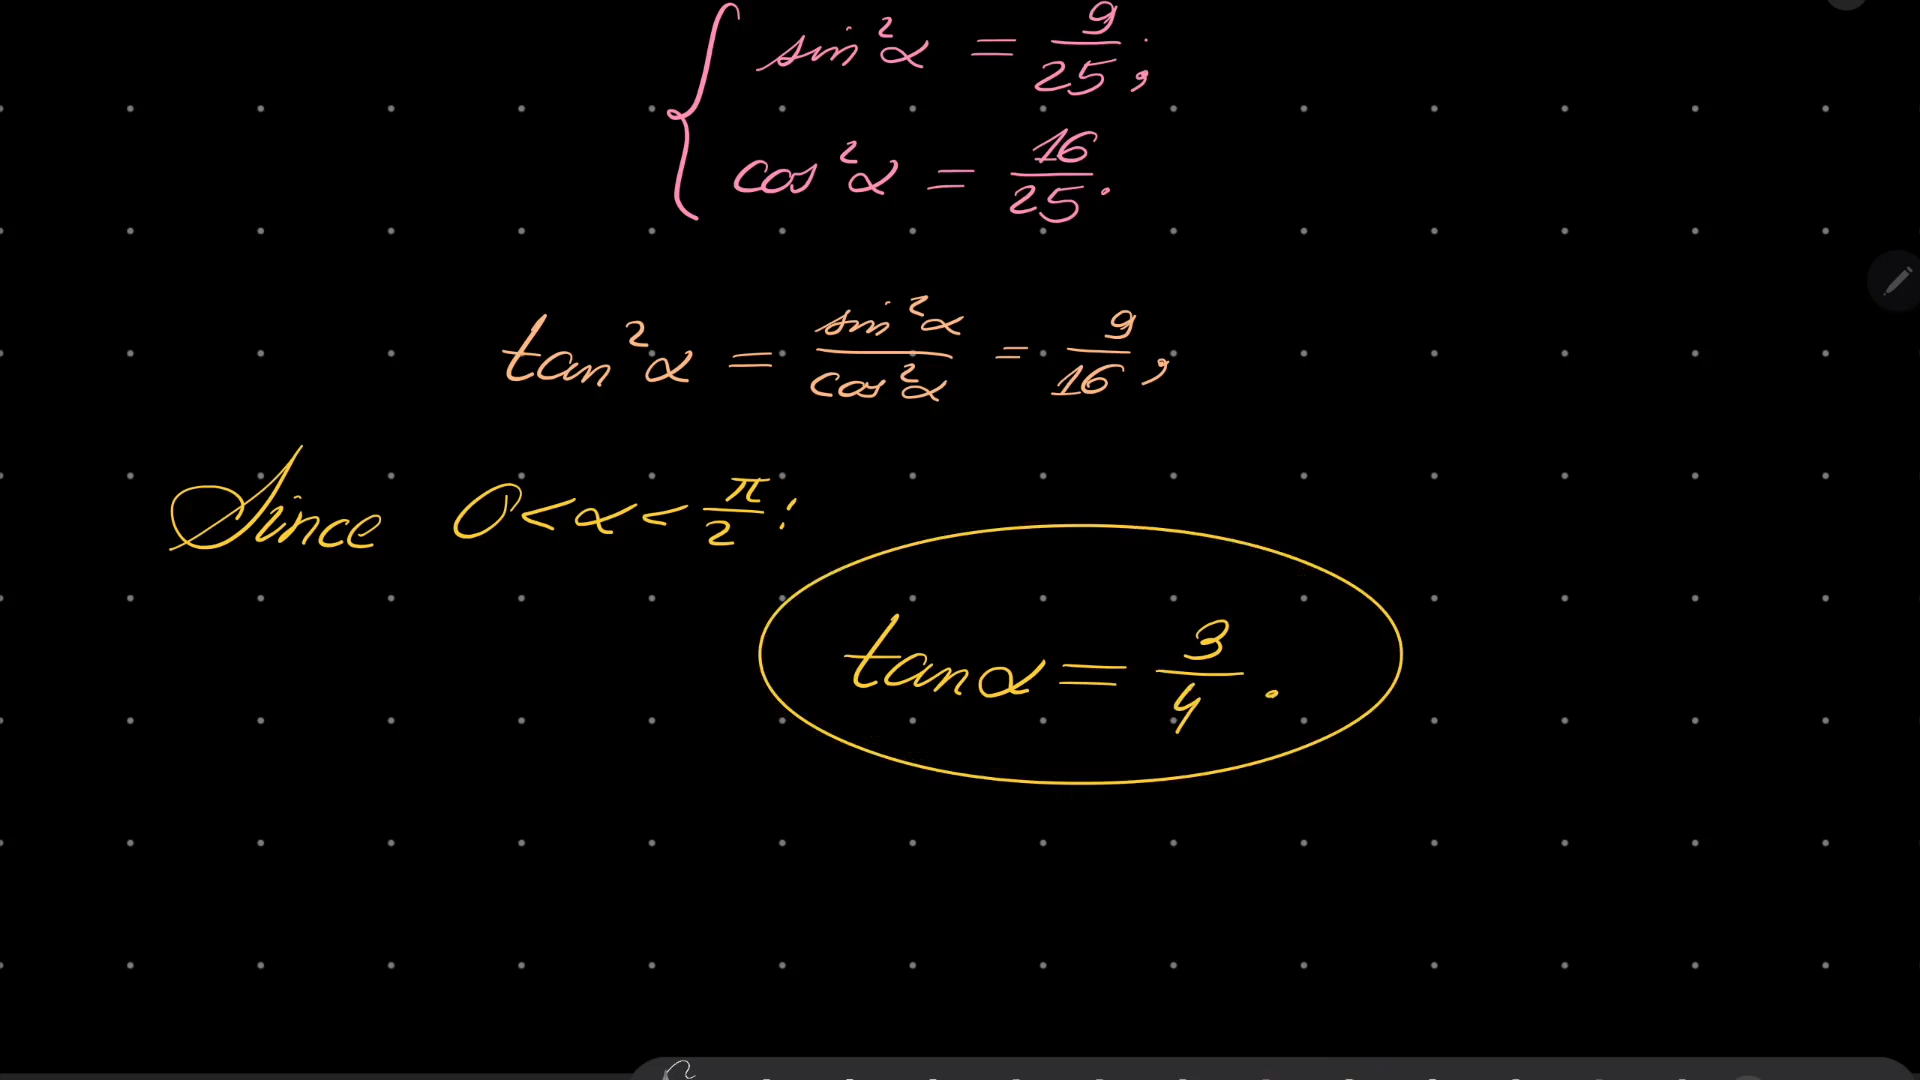 sin²α = 9/25;
cos²α = 16/25.
tan²α = sin²α/cos²α = 9/16,
Since 0<α<π/2:
tanα = 3/4.